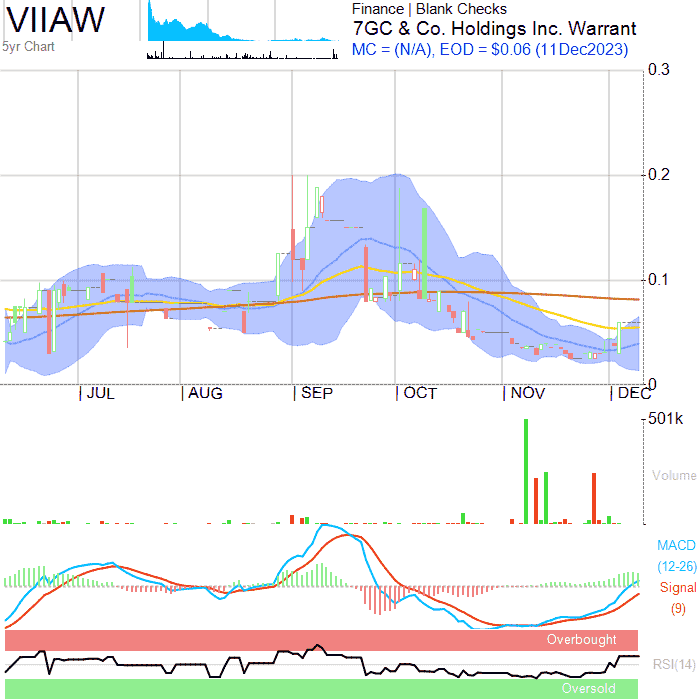 VIIAW
5yr Chart
Finance | Blank Checks
7GC & Co. Holdings Inc. Warrant
MC = (N/A), EOD = $0.06 (11Dec2023)
0.3
0.2
0.1
0
JUL
AUG
SEP
OCT
NOV
DEC
501k
Volume
MACD
(12-26)
Signal
(9)
Overbought
RSI(14)
Oversold